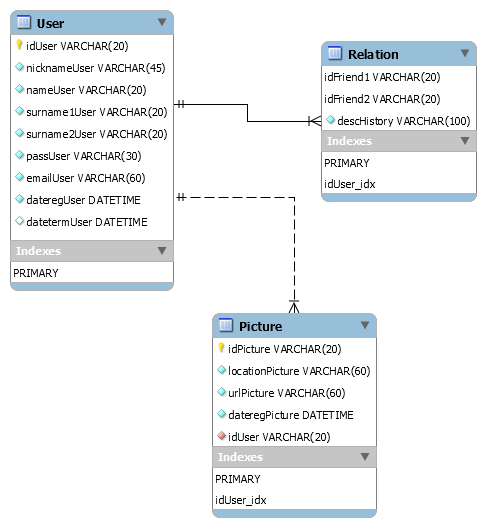 User
idUser VARCHAR(20)
nicknameUser VARCHAR(45)
nameUser VARCHAR(20)
surname1User VARCHAR(20)
surname2User VARCHAR(20)
passUser VARCHAR(30)
emailUser VARCHAR(60)
dateregUser DATETIME
datetermUser DATETIME
Indexes
PRIMARY
Relation
idFriend1 VARCHAR(20)
idFriend2 VARCHAR(20)
descHistory VARCHAR(100)
Indexes
PRIMARY
idUser_idx
Picture
idPicture VARCHAR(20)
locationPicture VARCHAR(60)
urlPicture VARCHAR(60)
dateregPicture DATETIME
idUser VARCHAR(20)
Indexes
PRIMARY
idUser_idx